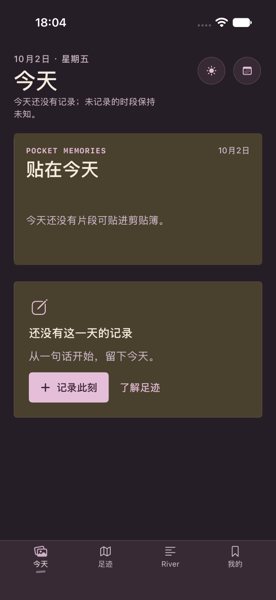 18:04
10月2日 · 星期五
今天
今天还没有记录；未记录的时段保持
未知。
POCKET MEMORIES
10月2日
贴在今天
今天还没有片段可贴进剪贴簿。
还没有这一天的记录
从一句话开始，留下今天。
+ 记录此刻
了解足迹
今天
足迹
River
我的